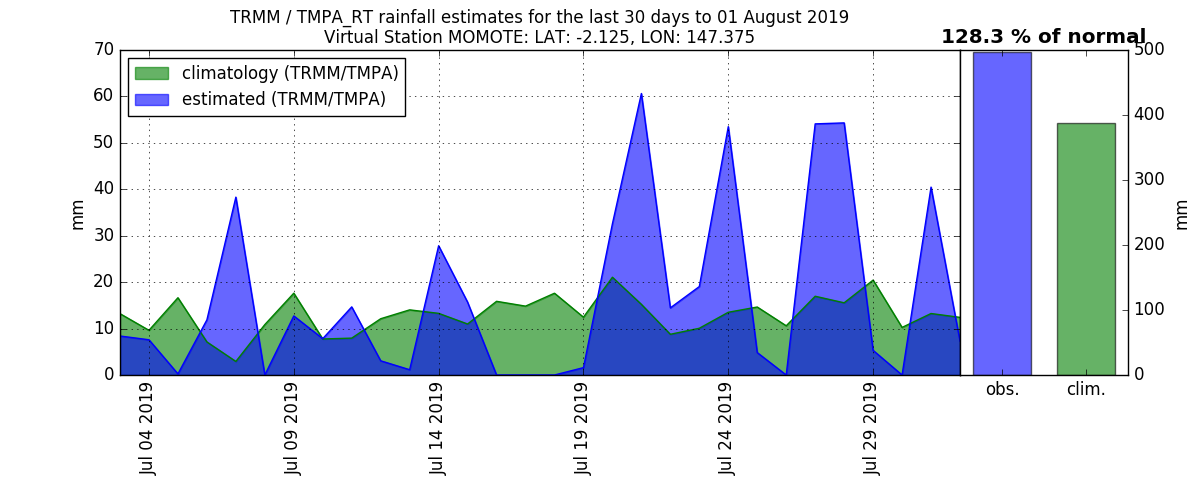 TRMM / TMPA_RT rainfall estimates for the last 30 days to 01 August 2019
Virtual Station MOMOTE: LAT: -2.125, LON: 147.375
128.3 % of normal
climatology (TRMM/TMPA)
estimated (TRMM/TMPA)
mm
70
60
50
40
30
20
10
0
Jul 04 2019
Jul 09 2019
Jul 14 2019
Jul 19 2019
Jul 24 2019
Jul 29 2019
obs.
clim.
500
400
300
200
100
0
mm